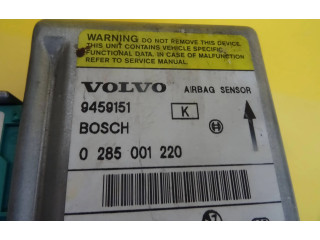 WARNING DO NOT REMOVE THIS DEVICE.
THIS UNIT CONTAINS VEHICLE SPECIFIC
FUNCTIONAL DATA. IN CASE OF MALFUNCTION
REFER TO SERVICE MANUAL.
VOLVO AIRBAG SENSOR
9459151 K
BOSCH
0 285 001 220